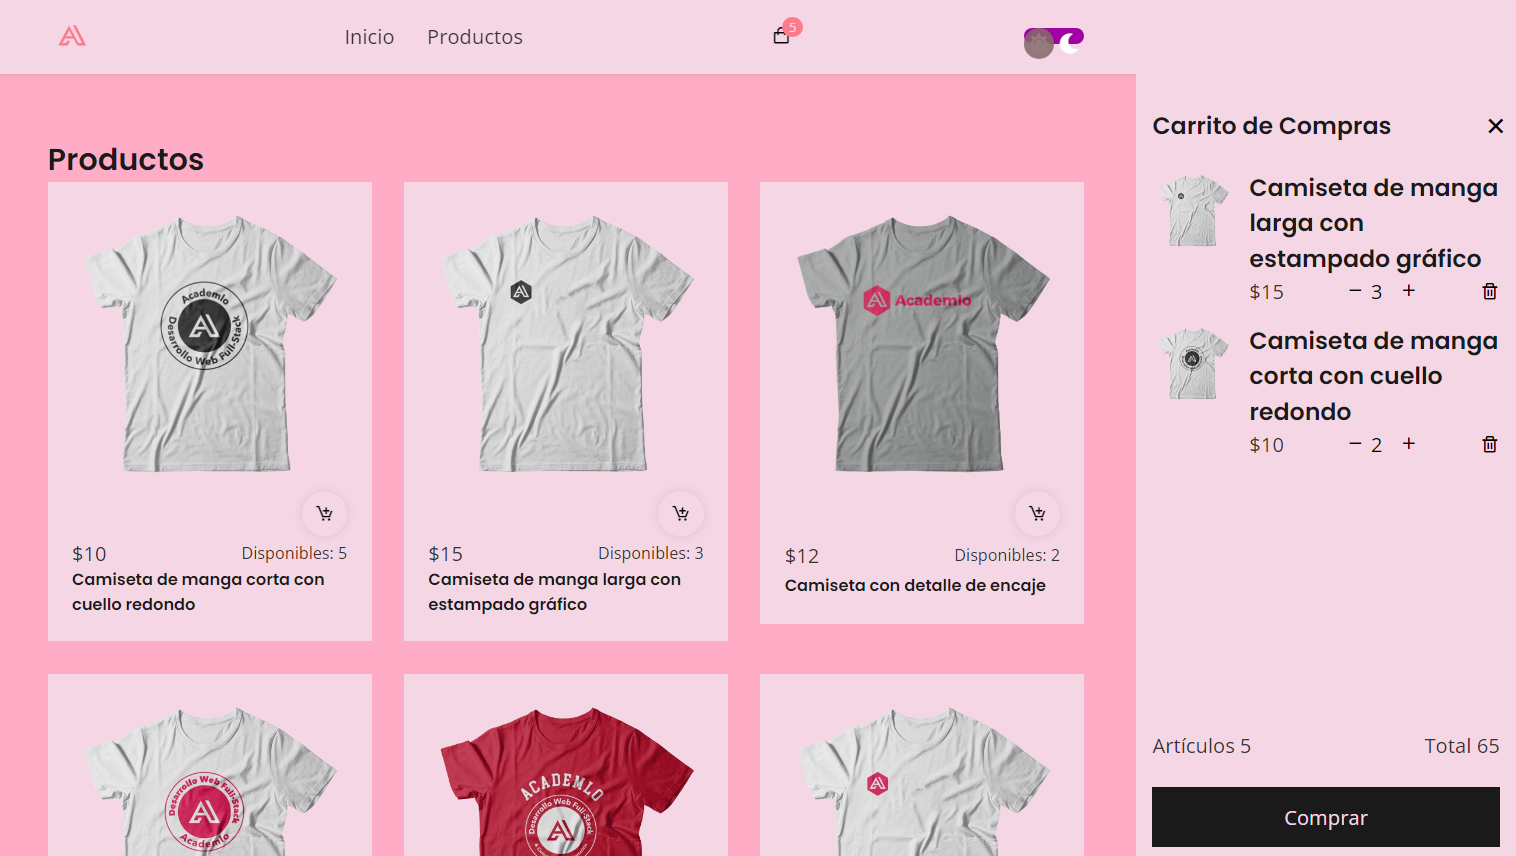 Inicio
Productos
5
Productos
Academlo
Desarrollo Web Full-Stack
Academlo
$10
Disponibles: 5
Camiseta de manga corta con
cuello redondo
$15
Disponibles: 3
Camiseta de manga larga con
estampado gráfico
$12
Disponibles: 2
Camiseta con detalle de encaje
Desarrollo Web Full-Stack
Academlo
ACADEMLO
Desarrollo Web Full-Stack
Carrito de Compras
Camiseta de manga
larga con
estampado gráfico
$15
− 3 +
Camiseta de manga
corta con cuello
redondo
$10
− 2 +
Artículos 5
Total 65
Comprar